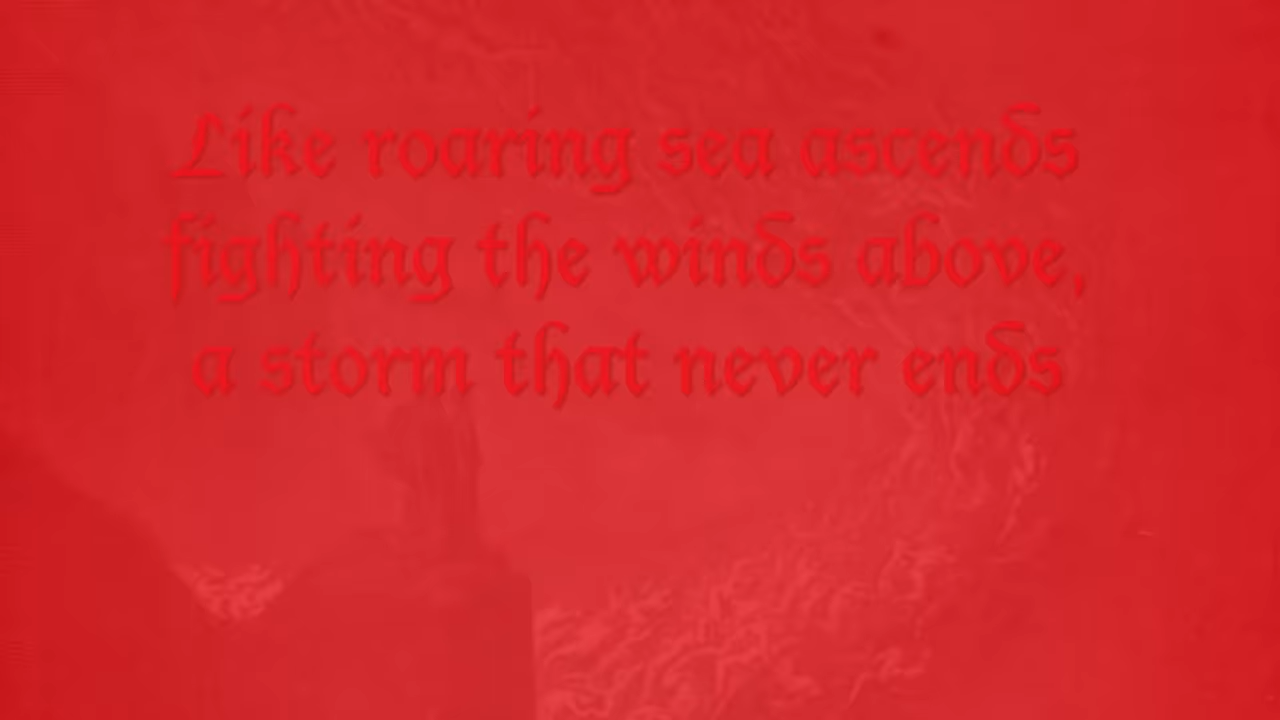 Like roaring sea ascends
fighting the winds above,
a storm that never ends